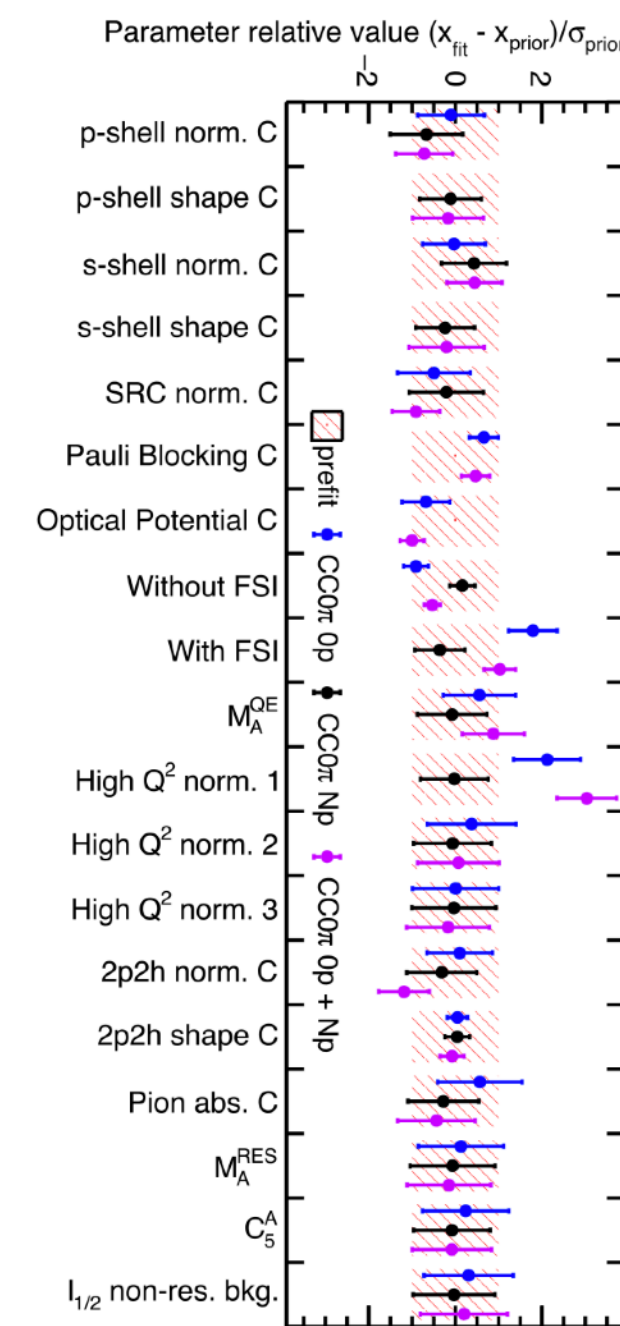 Parameter relative value (x_fit - x_prior)/σ_prior
−2 0 2
p-shell norm. C
p-shell shape C
s-shell norm. C
s-shell shape C
SRC norm. C
Pauli Blocking C
Optical Potential C
Without FSI
With FSI
M_A^QE
High Q² norm. 1
High Q² norm. 2
High Q² norm. 3
2p2h norm. C
2p2h shape C
Pion abs. C
M_A^RES
C_5^A
I_1/2 non-res. bkg.
prefit CC0π 0p CC0π Np CC0π 0p + Np